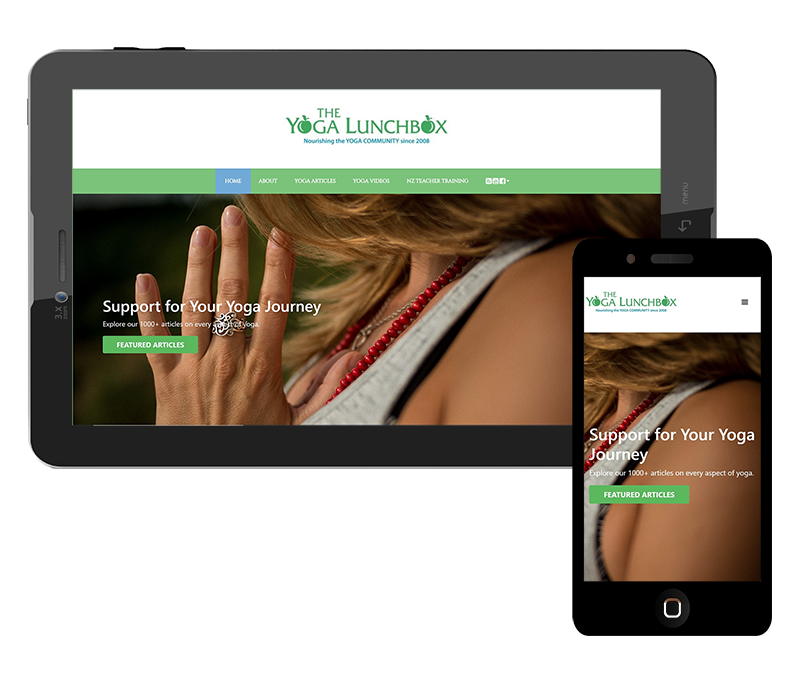 THE
YOGA LUNCHBOX
Nourishing the YOGA COMMUNITY since 2008
HOME ABOUT YOGA ARTICLES YOGA VIDEOS NZ TEACHER TRAINING
Support for Your Yoga Journey
Explore our 1000+ articles on every aspect of yoga.
FEATURED ARTICLES
menu
3.X
THE
YOGA LUNCHBOX
Nourishing the YOGA COMMUNITY since 2008
Support for Your Yoga
Journey
Explore our 1000+ articles on every aspect of yoga.
FEATURED ARTICLES